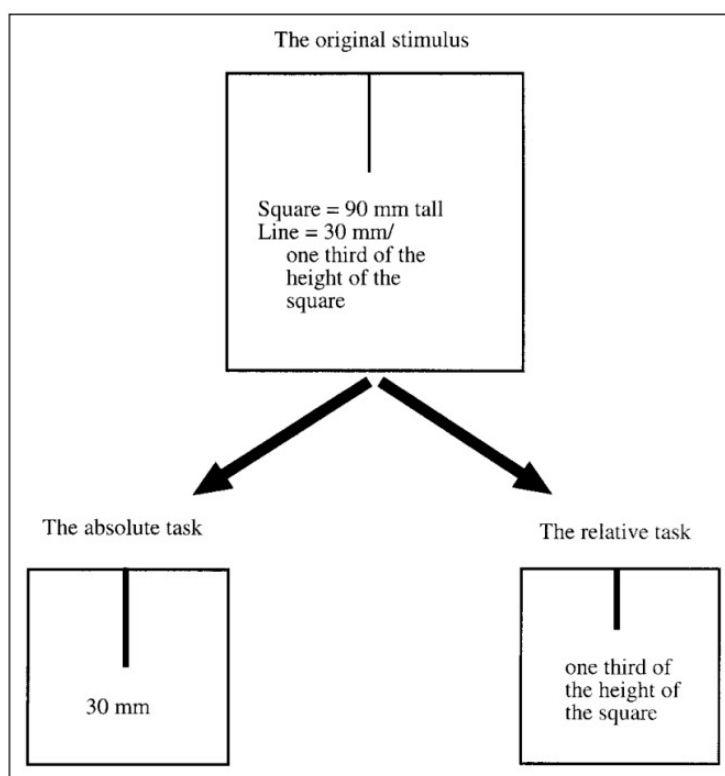 The original stimulus
Square = 90 mm tall
Line = 30 mm/
one third of the
height of the
square
The absolute task
The relative task
30 mm
one third of
the height of
the square